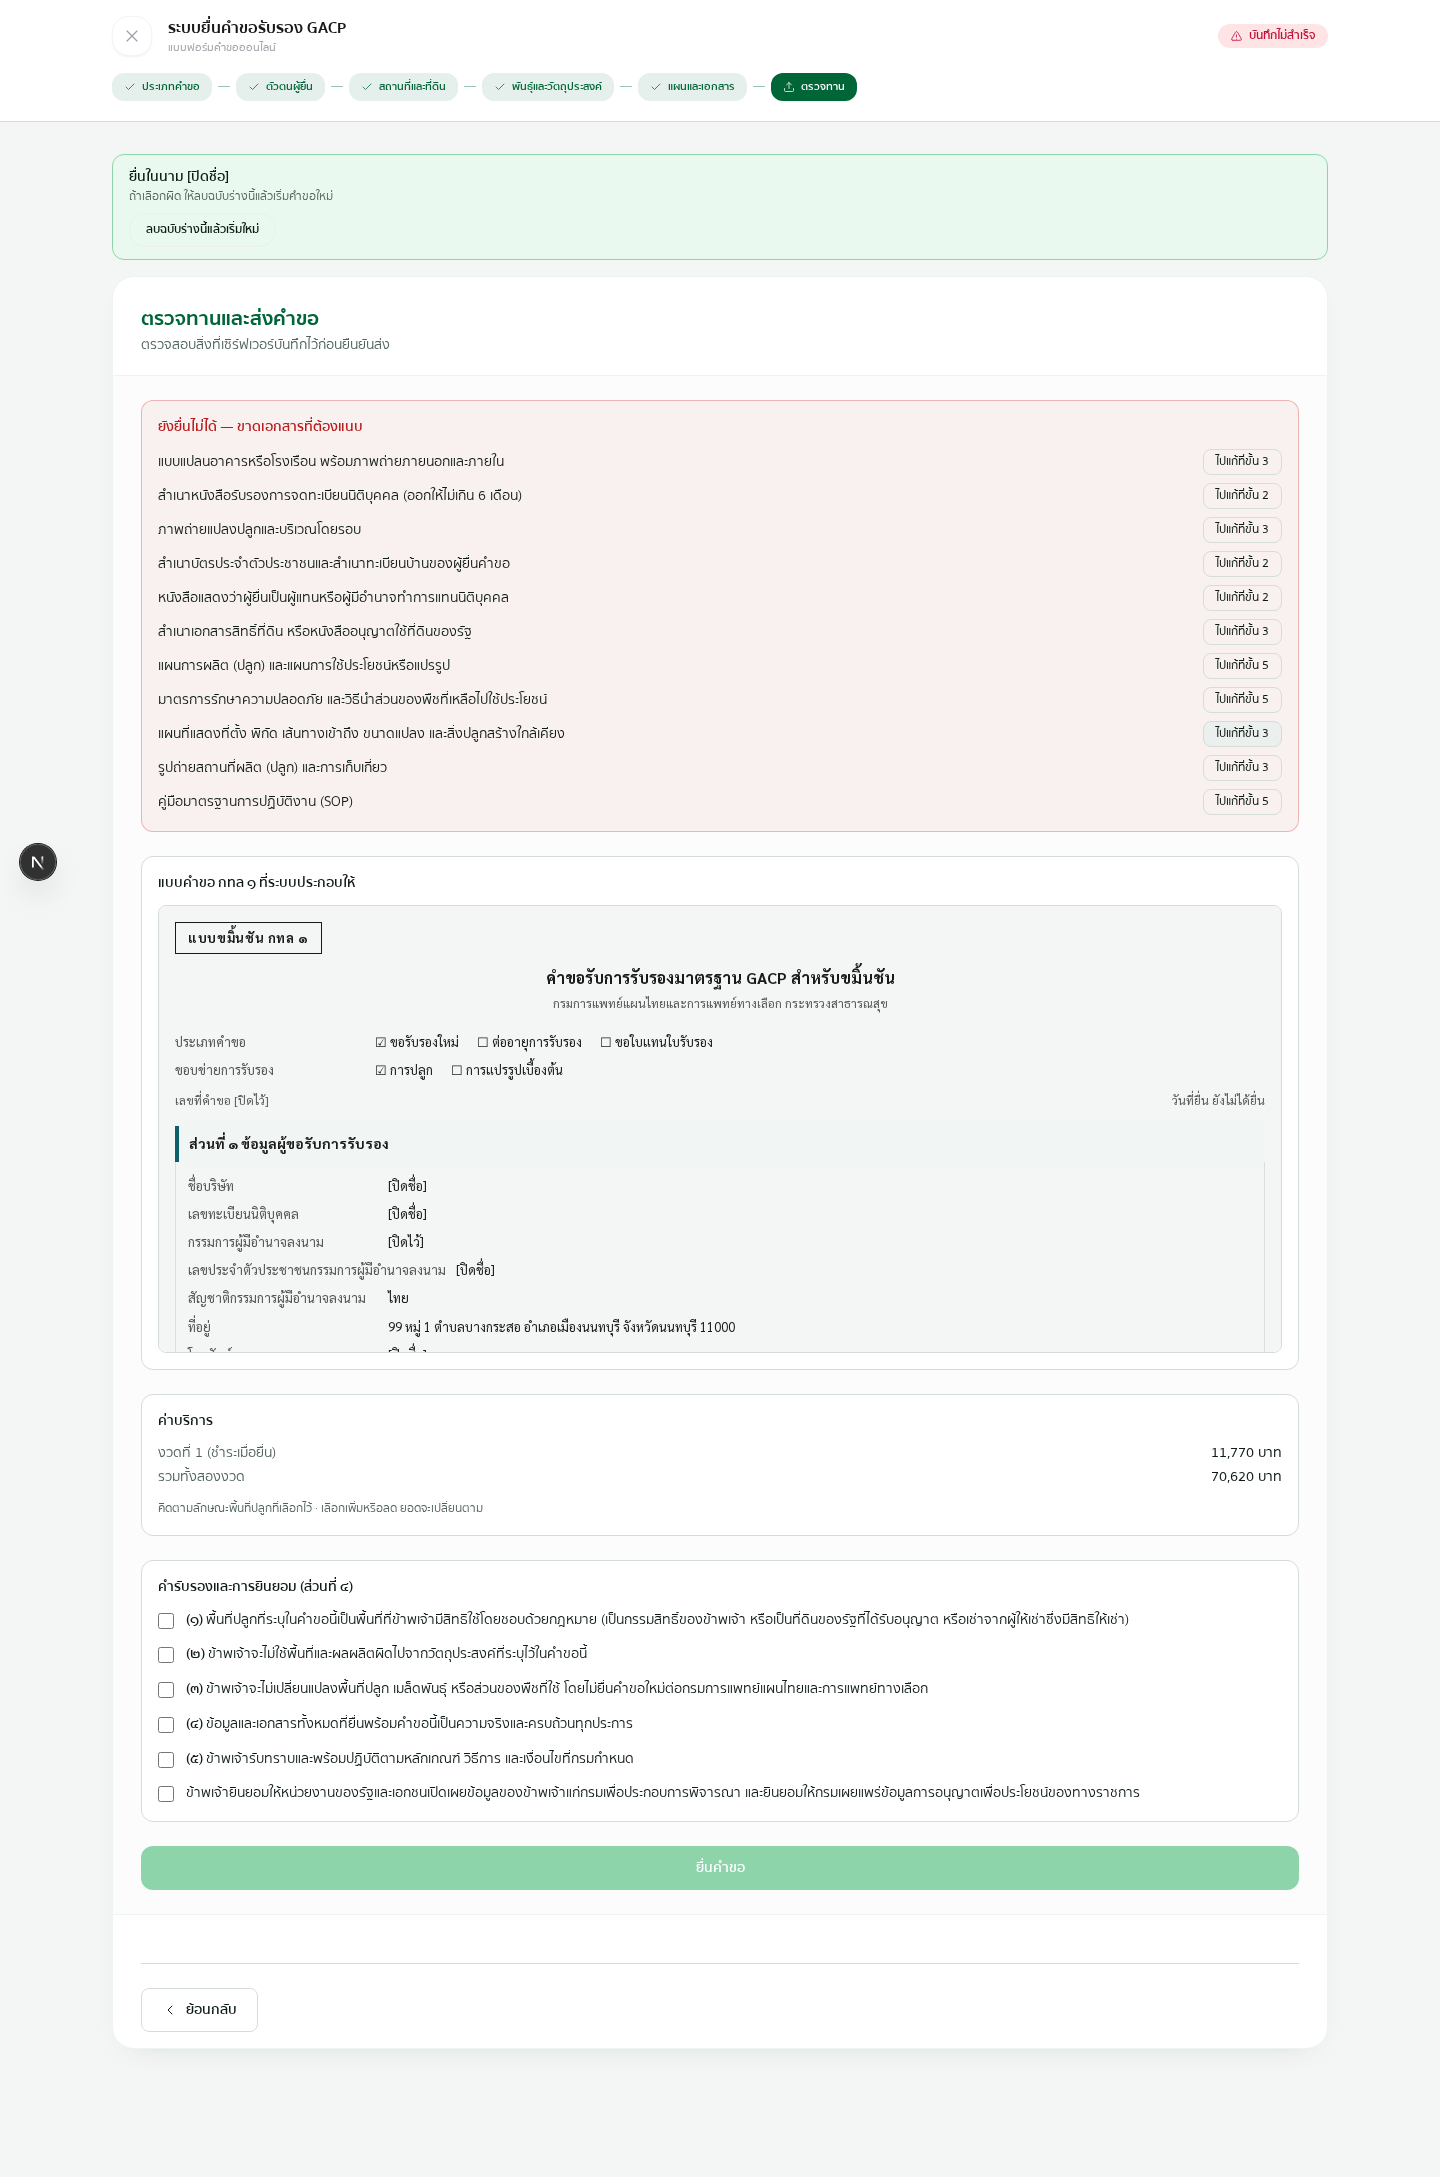 ระบบยื่นคำขอรับรอง GACP
แบบฟอร์มคำขอออนไลน์
บันทึกไม่สำเร็จ
ประเภทคำขอ
ตัวตนผู้ยื่น
สถานที่และที่ดิน
พันธุ์และวัตถุประสงค์
แผนและเอกสาร
ตรวจทาน
ยื่นในนาม [ปิดชื่อ]
ถ้าเลือกผิด ให้ลบฉบับร่างนี้แล้วเริ่มคำขอใหม่
ลบฉบับร่างนี้แล้วเริ่มใหม่
ตรวจทานและส่งคำขอ
ตรวจสอบสิ่งที่เซิร์ฟเวอร์บันทึกไว้ก่อนยืนยันส่ง
ยังยื่นไม่ได้ — ขาดเอกสารที่ต้องแนบ
แบบแปลนอาคารหรือโรงเรือน พร้อมภาพถ่ายภายนอกและภายใน ไปแก้ที่ขั้น 3
สำเนาหนังสือรับรองการจดทะเบียนนิติบุคคล (ออกให้ไม่เกิน 6 เดือน) ไปแก้ที่ขั้น 2
ภาพถ่ายแปลงปลูกและบริเวณโดยรอบ ไปแก้ที่ขั้น 3
สำเนาบัตรประจำตัวประชาชนและสำเนาทะเบียนบ้านของผู้ยื่นคำขอ ไปแก้ที่ขั้น 2
หนังสือแสดงว่าผู้ยื่นเป็นผู้แทนหรือผู้มีอำนาจทำการแทนนิติบุคคล ไปแก้ที่ขั้น 2
สำเนาเอกสารสิทธิ์ที่ดิน หรือหนังสืออนุญาตใช้ที่ดินของรัฐ ไปแก้ที่ขั้น 3
แผนการผลิต (ปลูก) และแผนการใช้ประโยชน์หรือแปรรูป ไปแก้ที่ขั้น 5
มาตรการรักษาความปลอดภัย และวิธีนำส่วนของพืชที่เหลือไปใช้ประโยชน์ ไปแก้ที่ขั้น 5
แผนที่แสดงที่ตั้ง พิกัด เส้นทางเข้าถึง ขนาดแปลง และสิ่งปลูกสร้างใกล้เคียง ไปแก้ที่ขั้น 3
รูปถ่ายสถานที่ผลิต (ปลูก) และการเก็บเกี่ยว ไปแก้ที่ขั้น 3
คู่มือมาตรฐานการปฏิบัติงาน (SOP) ไปแก้ที่ขั้น 5
แบบคำขอ กทล ๑ ที่ระบบประกอบให้
แบบขมิ้นชัน กทล ๑
คำขอรับการรับรองมาตรฐาน GACP สำหรับขมิ้นชัน
กรมการแพทย์แผนไทยและการแพทย์ทางเลือก กระทรวงสาธารณสุข
ประเภทคำขอ ☑ ขอรับรองใหม่ ☐ ต่ออายุการรับรอง ☐ ขอใบแทนใบรับรอง
ขอบข่ายการรับรอง ☑ การปลูก ☐ การแปรรูปเบื้องต้น
เลขที่คำขอ [ปิดไว้] วันที่ยื่น ยังไม่ได้ยื่น
ส่วนที่ ๑ ข้อมูลผู้ขอรับการรับรอง
ชื่อบริษัท [ปิดชื่อ]
เลขทะเบียนนิติบุคคล [ปิดชื่อ]
กรรมการผู้มีอำนาจลงนาม [ปิดไว้]
เลขประจำตัวประชาชนกรรมการผู้มีอำนาจลงนาม [ปิดชื่อ]
สัญชาติกรรมการผู้มีอำนาจลงนาม ไทย
ที่อยู่ 99 หมู่ 1 ตำบลบางกระสอ อำเภอเมืองนนทบุรี จังหวัดนนทบุรี 11000
ค่าบริการ
งวดที่ 1 (ชำระเมื่อยื่น) 11,770 บาท
รวมทั้งสองงวด 70,620 บาท
คิดตามลักษณะพื้นที่ปลูกที่เลือกไว้ · เลือกเพิ่มหรือลด ยอดจะเปลี่ยนตาม
คำรับรองและการยินยอม (ส่วนที่ ๔)
(๑) พื้นที่ปลูกที่ระบุในคำขอนี้เป็นพื้นที่ที่ข้าพเจ้ามีสิทธิใช้โดยชอบด้วยกฎหมาย (เป็นกรรมสิทธิ์ของข้าพเจ้า หรือเป็นที่ดินของรัฐที่ได้รับอนุญาต หรือเช่าจากผู้ให้เช่าซึ่งมีสิทธิให้เช่า)
(๒) ข้าพเจ้าจะไม่ใช้พื้นที่และผลผลิตผิดไปจากวัตถุประสงค์ที่ระบุไว้ในคำขอนี้
(๓) ข้าพเจ้าจะไม่เปลี่ยนแปลงพื้นที่ปลูก เมล็ดพันธุ์ หรือส่วนของพืชที่ใช้ โดยไม่ยื่นคำขอใหม่ต่อกรมการแพทย์แผนไทยและการแพทย์ทางเลือก
(๔) ข้อมูลและเอกสารทั้งหมดที่ยื่นพร้อมคำขอนี้เป็นความจริงและครบถ้วนทุกประการ
(๕) ข้าพเจ้ารับทราบและพร้อมปฏิบัติตามหลักเกณฑ์ วิธีการ และเงื่อนไขที่กรมกำหนด
ข้าพเจ้ายินยอมให้หน่วยงานของรัฐและเอกชนเปิดเผยข้อมูลของข้าพเจ้าแก่กรมเพื่อประกอบการพิจารณา และยินยอมให้กรมเผยแพร่ข้อมูลการอนุญาตเพื่อประโยชน์ของทางราชการ
ยื่นคำขอ
ย้อนกลับ